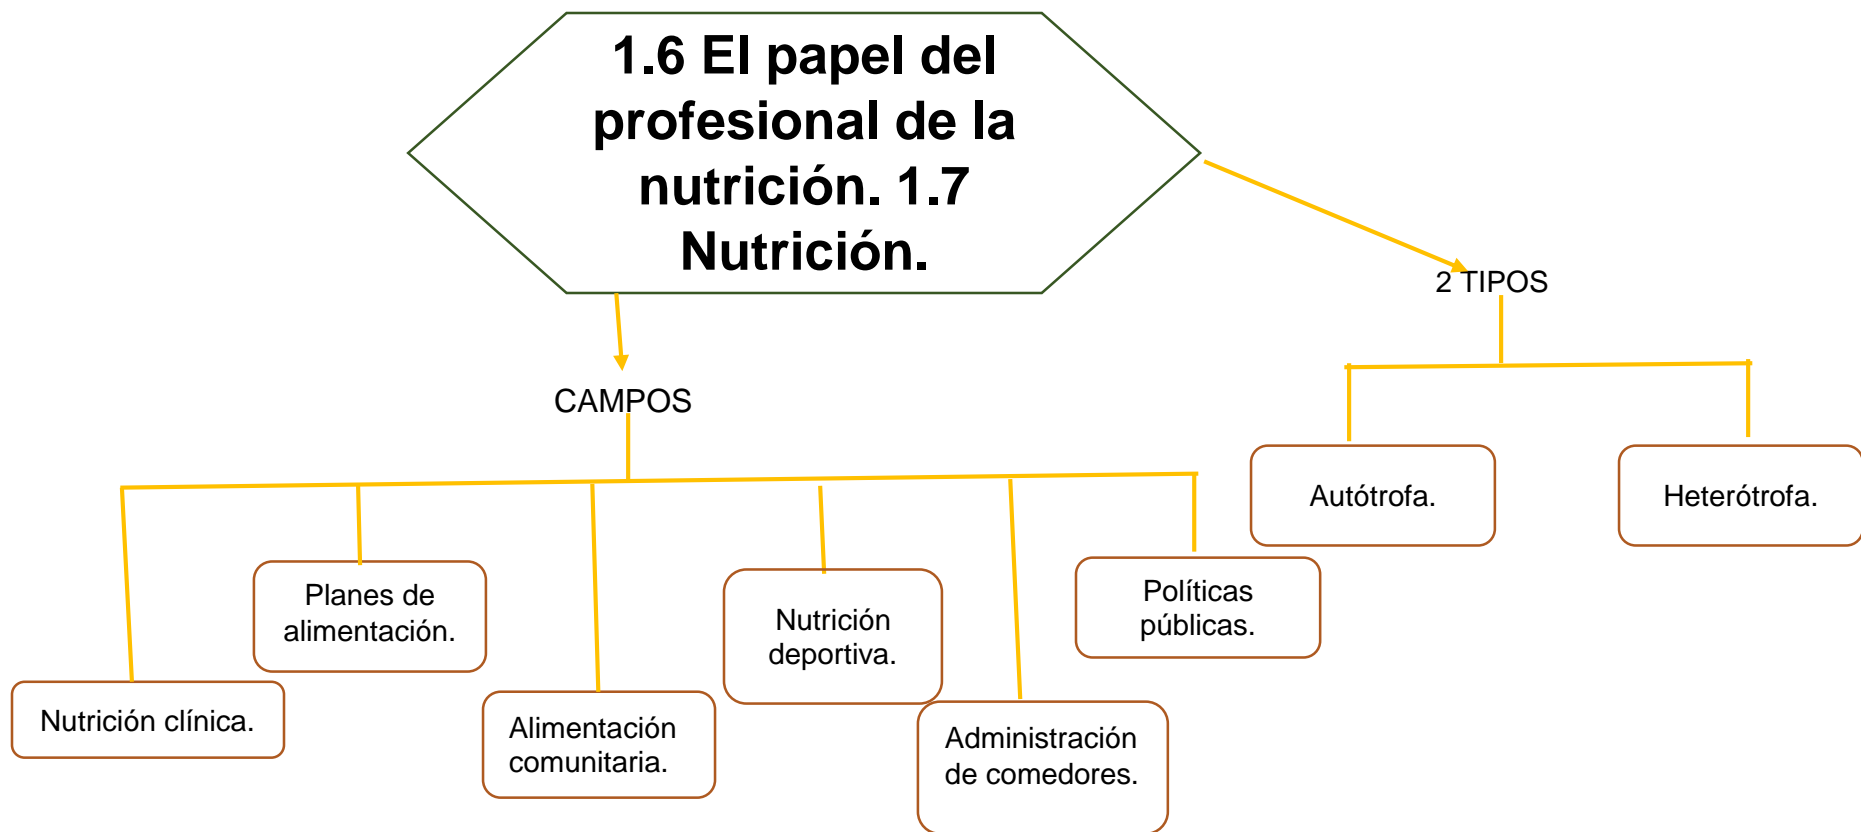 1.6 El papel del
profesional de la
nutrición. 1.7
Nutrición.
2 TIPOS
CAMPOS
Autótrofa.
Heterótrofa.
Planes de
alimentación.
Nutrición
deportiva.
Políticas
públicas.
Nutrición clínica.
Alimentación
comunitaria.
Administración
de comedores.